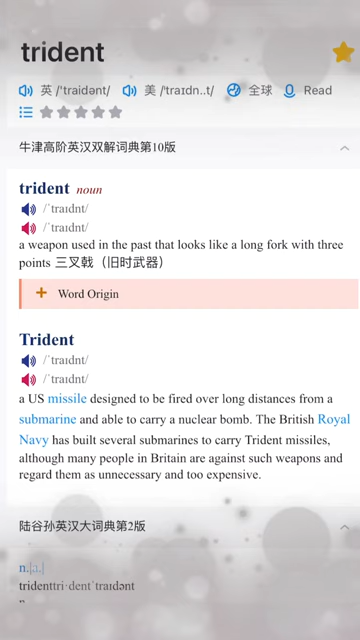 trident
英 /'traidənt/ 美 /'traɪdn..t/ 全球 Read
牛津高阶英汉双解词典第10版
trident noun
/ˈtraɪdnt/
/ˈtraɪdnt/
a weapon used in the past that looks like a long fork with three
points 三叉戟（旧时武器）
+ Word Origin
Trident
/ˈtraɪdnt/
/ˈtraɪdnt/
a US missile designed to be fired over long distances from a
submarine and able to carry a nuclear bomb. The British Royal
Navy has built several submarines to carry Trident missiles,
although many people in Britain are against such weapons and
regard them as unnecessary and too expensive.
陆谷孙英汉大词典第2版
n.|a.|
tridenttri·dentˈtraɪdənt